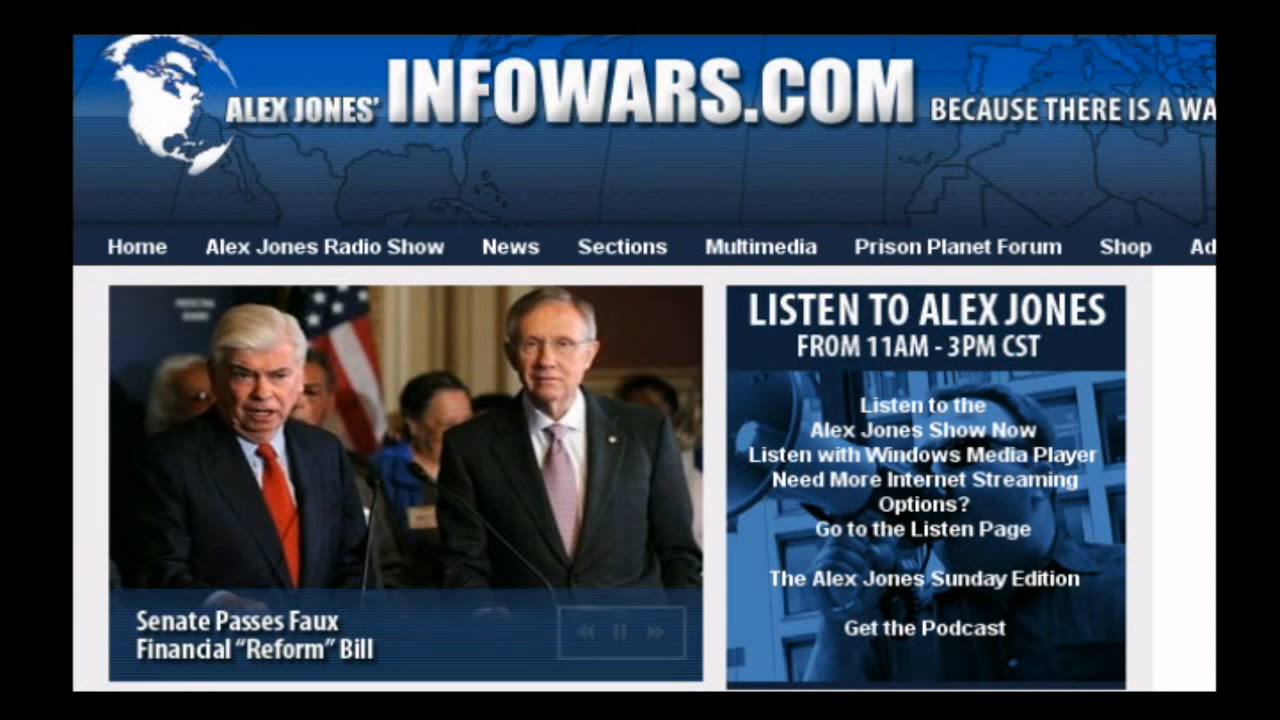 ALEX JONES' INFOWARS.COM BECAUSE THERE IS A WA
Home Alex Jones Radio Show News Sections Multimedia Prison Planet Forum Shop Ad
LISTEN TO ALEX JONES
FROM 11AM - 3PM CST
Listen to the
Alex Jones Show Now
Listen with Windows Media Player
Need More Internet Streaming
Options?
Go to the Listen Page
The Alex Jones Sunday Edition
Get the Podcast
Senate Passes Faux
Financial “Reform” Bill